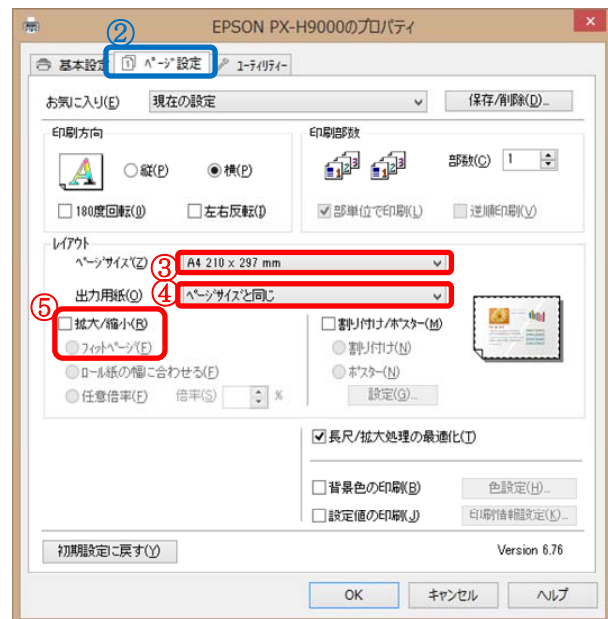 EPSON PX-H9000のプロパティ
②
基本設定 ページ設定 ユーティリティー
お気に入り(E) 現在の設定 保存/削除(D)...
印刷方向 印刷部数
縦(P) 横(P) 部数(C) 1
180度回転(0) 左右反転(I) 部単位で印刷(L) 逆順印刷(V)
レイアウト
ページサイズ(Z) ③ A4 210 x 297 mm
出力用紙(O) ④ ページサイズと同じ
⑤
拡大/縮小(R) 割り付け/ポスター(M)
フィットページ(F) 割り付け(N)
ロール紙の幅に合わせる(F) ポスター(N)
任意倍率(F) 倍率(S) % 設定(G)...
長尺/拡大処理の最適化(T)
背景色の印刷(B) 色設定(H)...
設定値の印刷(J) 印刷情報設定(K)...
初期設定に戻す(Y) Version 6.76
OK キャンセル ヘルプ